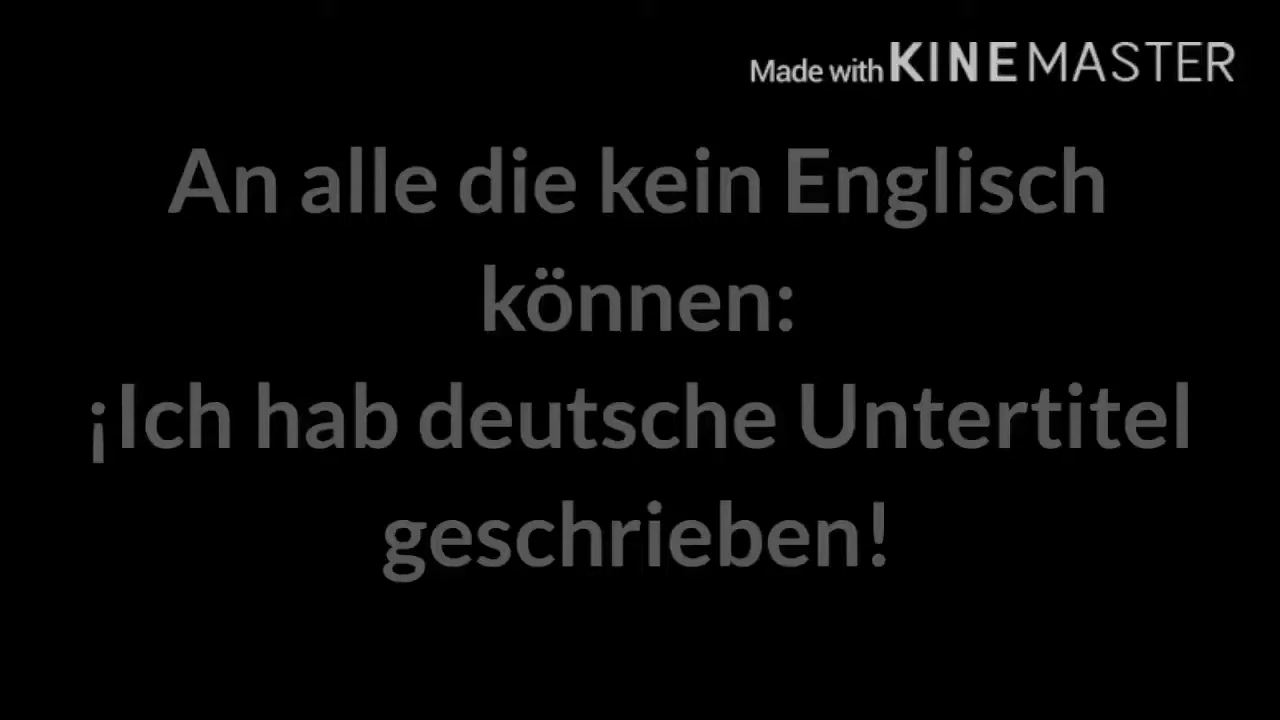 Made with KINEMASTER
An alle die kein Englisch
können:
¡Ich hab deutsche Untertitel
geschrieben!